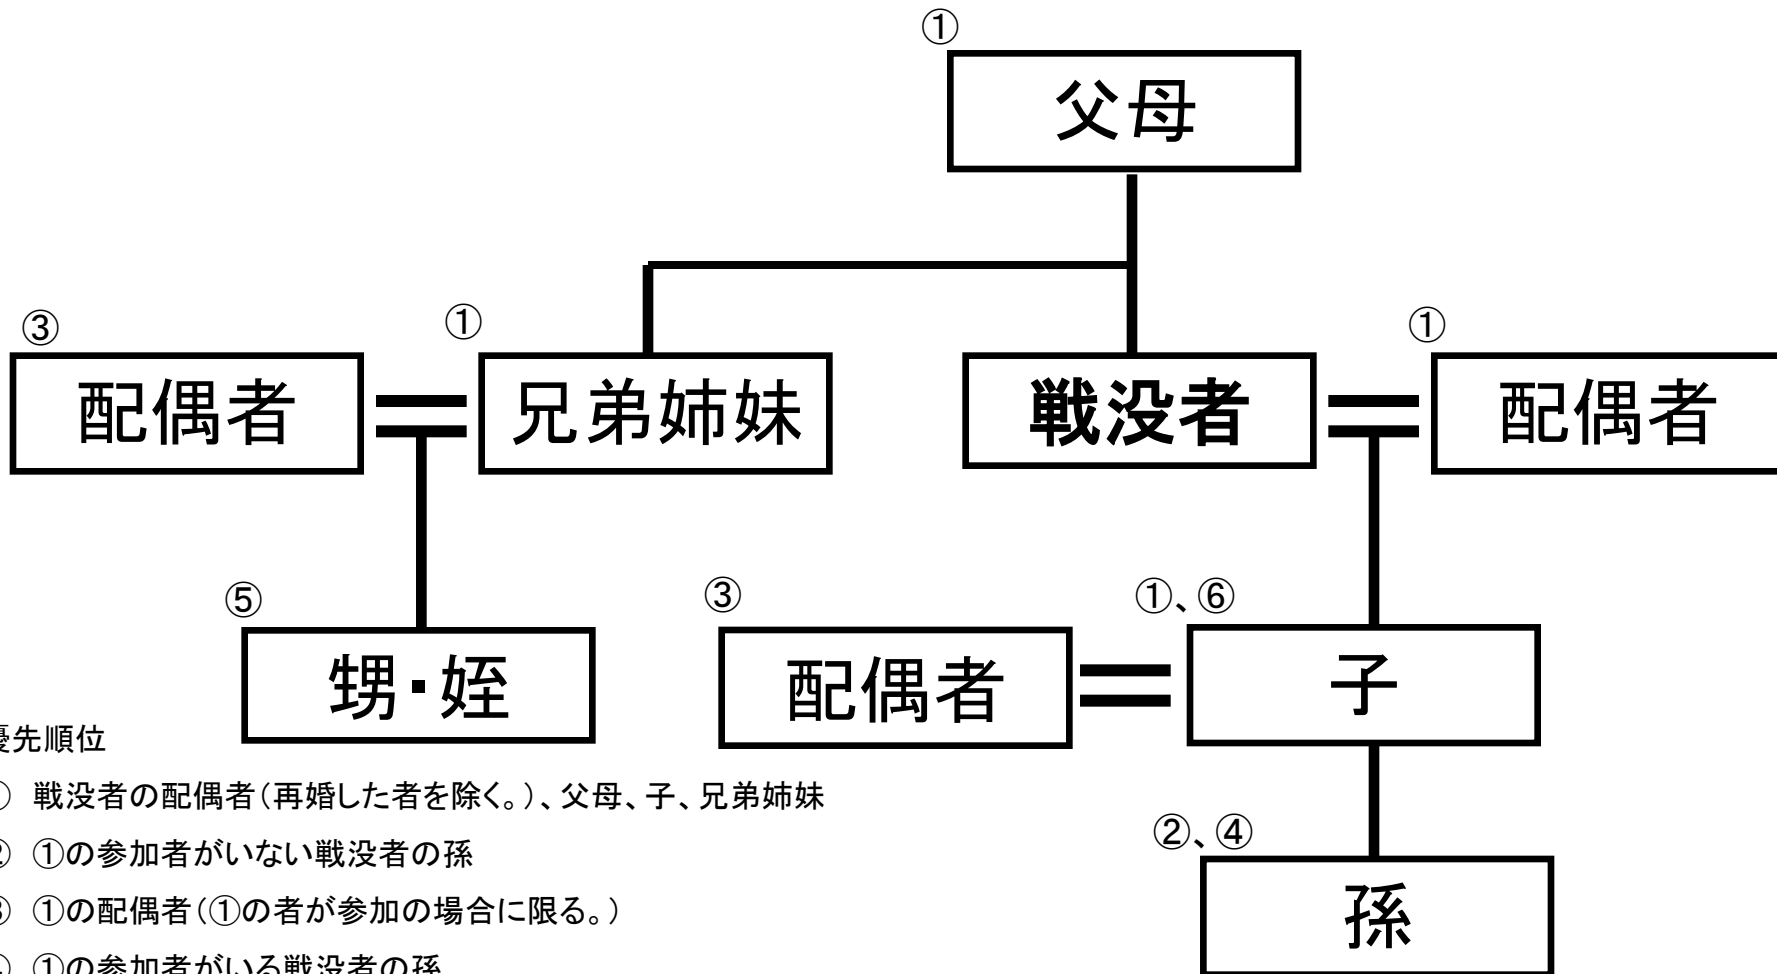 ①
父母
③
①
①
配偶者
兄弟姉妹
戦没者
配偶者
⑤
③
①、⑥
甥・姪
配偶者
子
優先順位
① 戦没者の配偶者（再婚した者を除く。）、父母、子、兄弟姉妹
②、④
② ①の参加者がいない戦没者の孫
孫
③ ①の配偶者（①の者が参加の場合に限る。）
④ ①の参加者がいる戦没者の孫